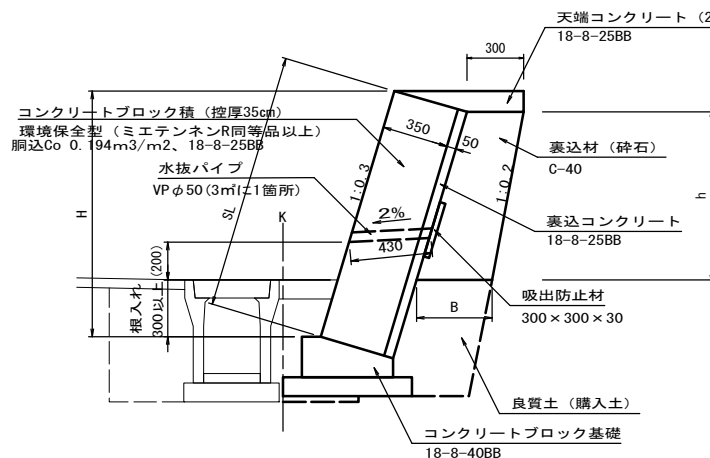 天端コンクリート（2
18-8-25BB
300
コンクリートブロック積（控厚35㎝）
環境保全型（ミエテンネンR同等品以上）
胴込Co 0.194m3/m2、18-8-25BB
350
50
裏込材（砕石）
C-40
水抜パイプ
VPφ50(3㎡に1箇所)
1:0.3
1:0.2
H
SL
K
2%
430
h
裏込コンクリート
18-8-25BB
根入れ
300以上
(200)
B
吸出防止材
300×300×30
良質土（購入土）
コンクリートブロック基礎
18-8-40BB